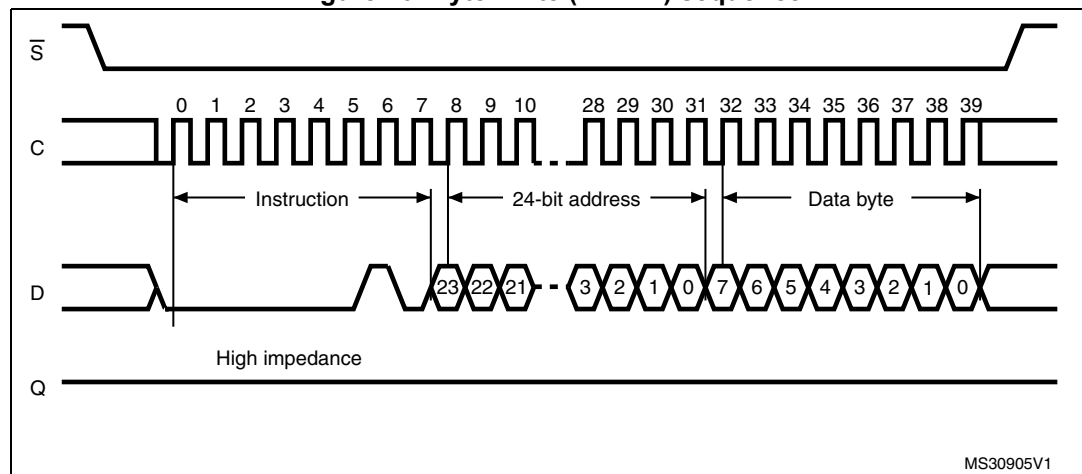 S
0 1 2 3 4 5 6 7 8 9 10 28 29 30 31 32 33 34 35 36 37 38 39
C
Instruction 24-bit address Data byte
D 23 22 21 3 2 1 0 7 6 5 4 3 2 1 0
High impedance
Q
MS30905V1